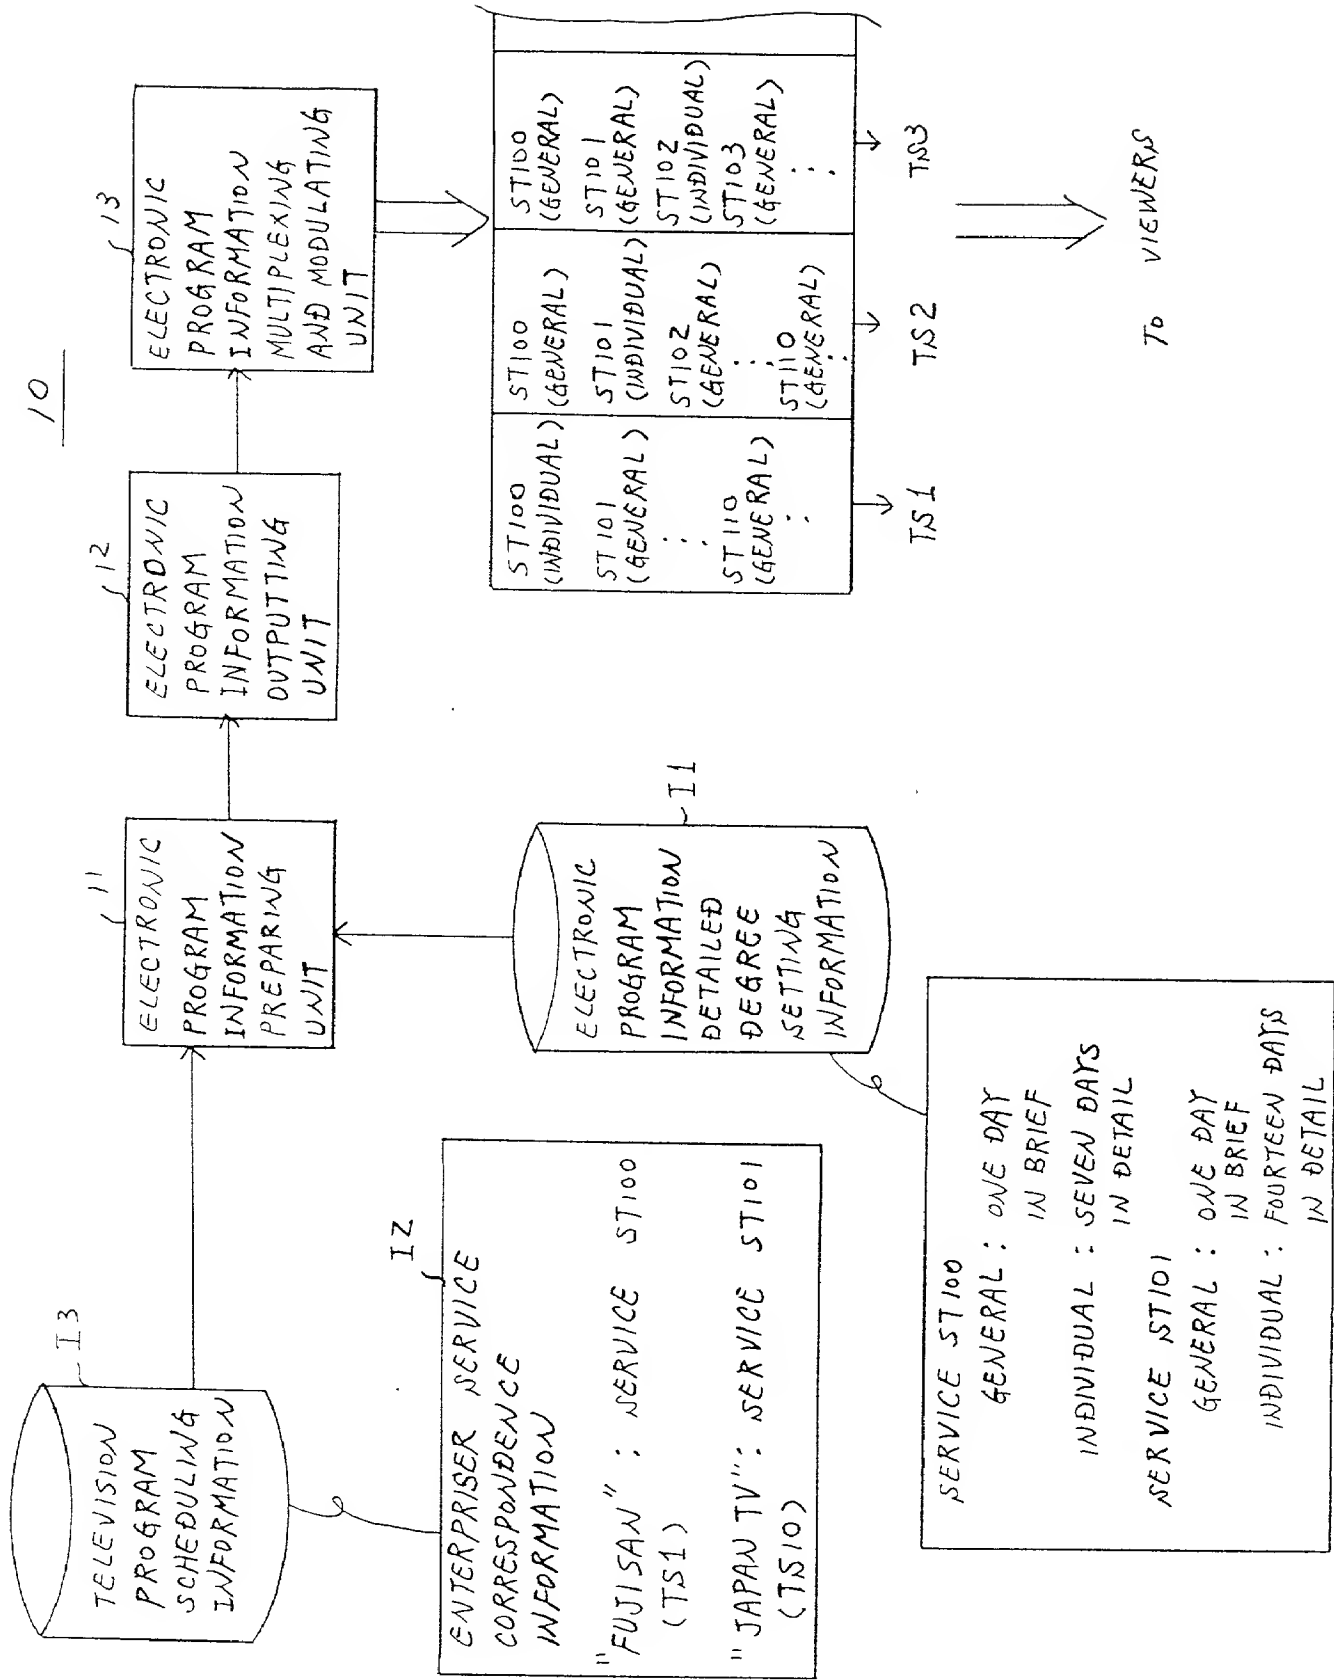 10
I3
TELEVISION
PROGRAM
SCHEDULING
INFORMATION
11
ELECTRONIC
PROGRAM
INFORMATION
PREPARING
UNIT
12
ELECTRONIC
PROGRAM
INFORMATION
OUTPUTTING
UNIT
13
ELECTRONIC
PROGRAM
INFORMATION
MULTIPLEXING
AND MODULATING
UNIT
I2
ENTERPRISER SERVICE
CORRESPONDENCE
INFORMATION
"FUJISAN" : SERVICE ST100
(TS1)
"JAPAN TV" : SERVICE ST101
(TS10)
I1
ELECTRONIC
PROGRAM
INFORMATION
DETAILED
DEGREE
SETTING
INFORMATION
SERVICE ST100
GENERAL : ONE DAY
IN BRIEF
INDIVIDUAL : SEVEN DAYS
IN DETAIL
SERVICE ST101
GENERAL : ONE DAY
IN BRIEF
INDIVIDUAL : FOURTEEN DAYS
IN DETAIL
ST100
(INDIVIDUAL)
ST101
(GENERAL)
:
ST110
(GENERAL)
:
TS1
ST100
(GENERAL)
ST101
(INDIVIDUAL)
ST102
(GENERAL)
:
ST110
(GENERAL)
:
TS2
ST100
(GENERAL)
ST101
(GENERAL)
ST102
(INDIVIDUAL)
ST103
(GENERAL)
:
TS3
TO VIEWERS